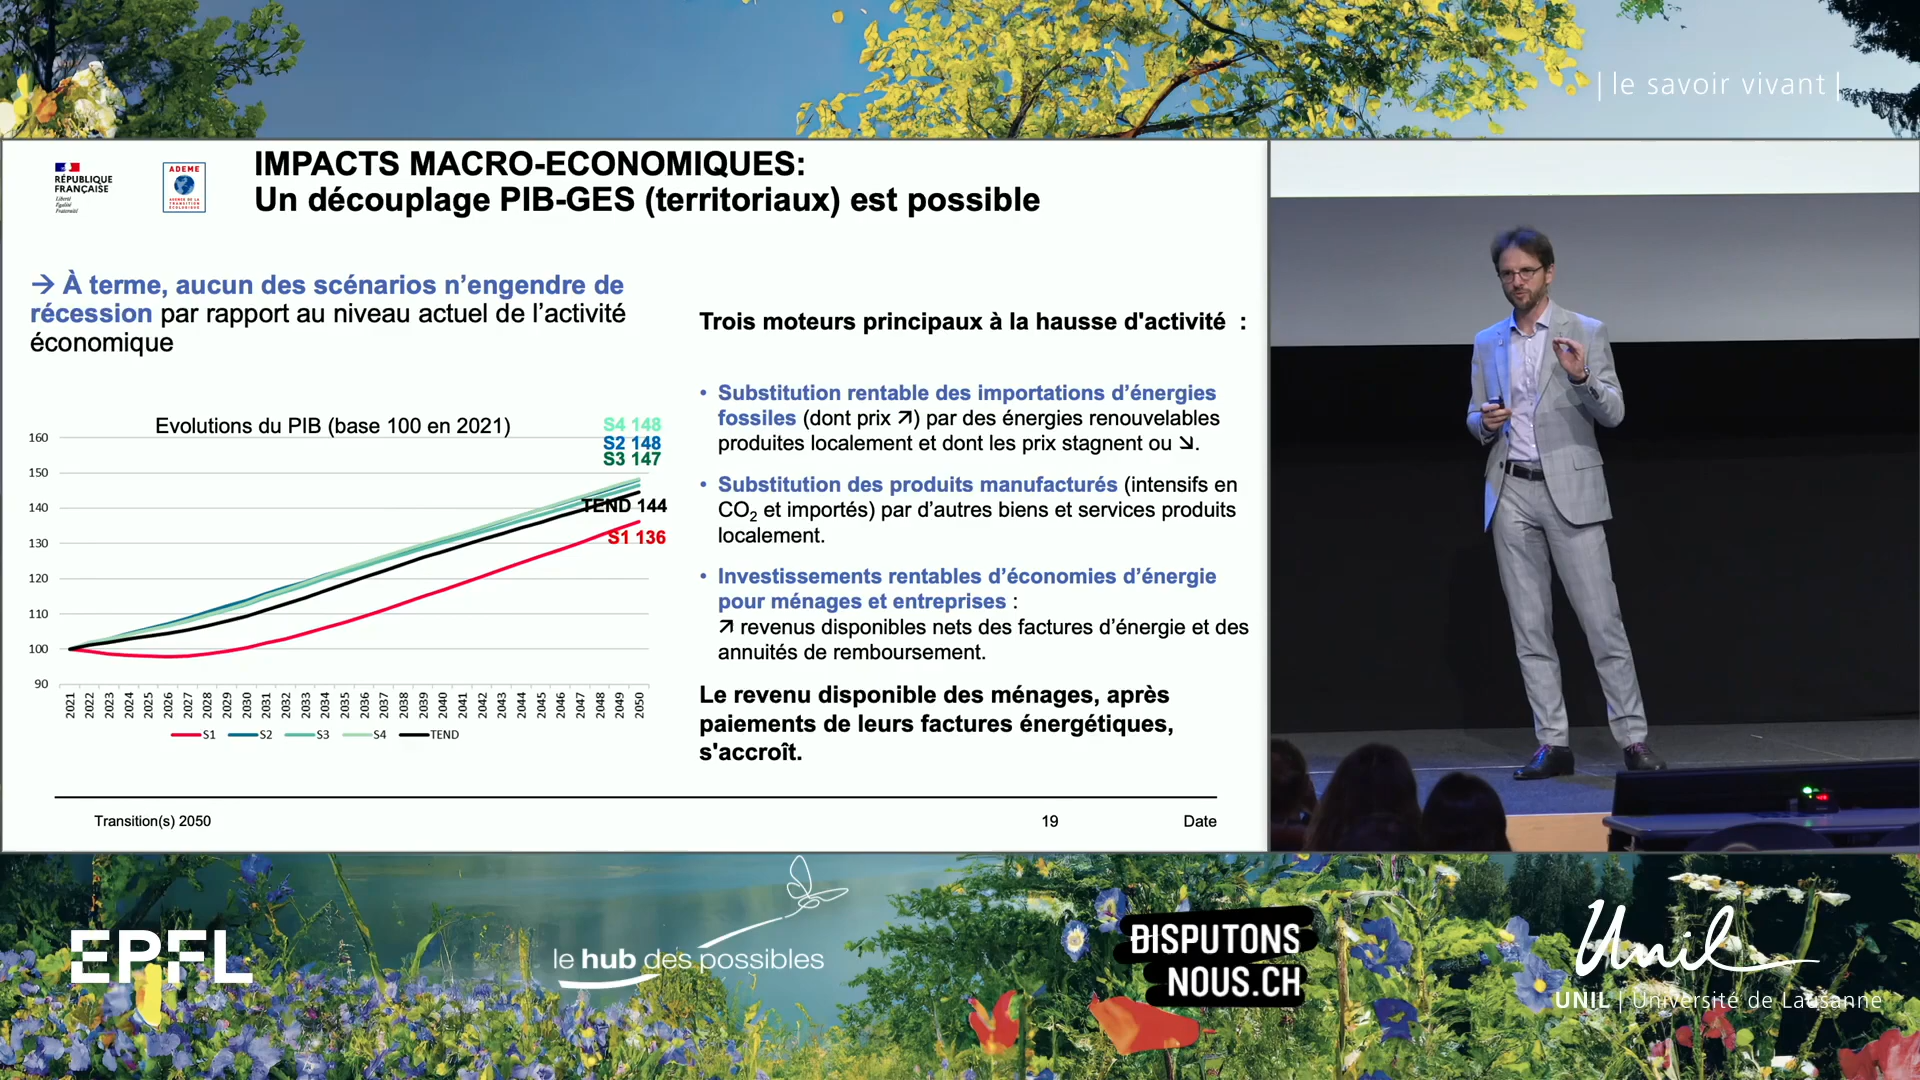 | le savoir vivant |
RÉPUBLIQUE
FRANÇAISE
Liberté
Égalité
Fraternité
ADEME
AGENCE DE LA
TRANSITION
ÉCOLOGIQUE
IMPACTS MACRO-ECONOMIQUES:
Un découplage PIB-GES (territoriaux) est possible
→ À terme, aucun des scénarios n’engendre de
récession par rapport au niveau actuel de l’activité
économique
Evolutions du PIB (base 100 en 2021)
S4 148
S2 148
S3 147
TEND 144
S1 136
160
150
140
130
120
110
100
90
2021 2022 2023 2024 2025 2026 2027 2028 2029 2030 2031 2032 2033 2034 2035 2036 2037 2038 2039 2040 2041 2042 2043 2044 2045 2046 2047 2048 2049 2050
S1 S2 S3 S4 TEND
Trois moteurs principaux à la hausse d'activité :
• Substitution rentable des importations d’énergies
fossiles (dont prix ↗) par des énergies renouvelables
produites localement et dont les prix stagnent ou ↘.
• Substitution des produits manufacturés (intensifs en
CO₂ et importés) par d’autres biens et services produits
localement.
• Investissements rentables d’économies d’énergie
pour ménages et entreprises :
↗ revenus disponibles nets des factures d’énergie et des
annuités de remboursement.
Le revenu disponible des ménages, après
paiements de leurs factures énergétiques,
s'accroît.
Transition(s) 2050
19
Date
EPFL
le hub des possibles
DISPUTONS
NOUS.CH
Unil
UNIL | Université de Lausanne